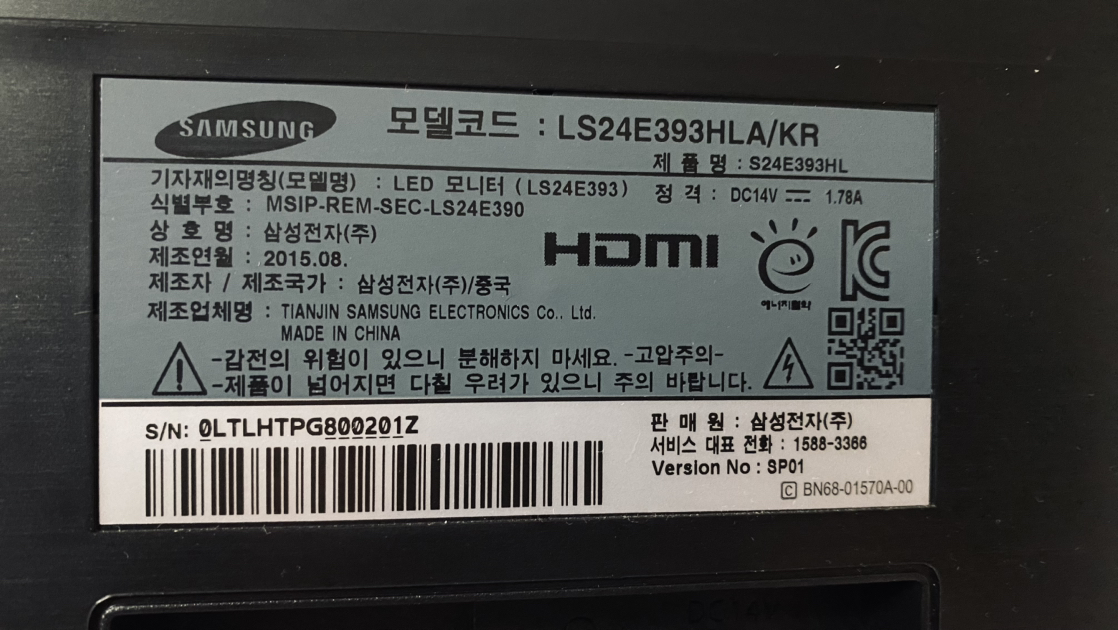 SAMSUNG 모델코드 : LS24E393HLA/KR
제 품 명 : S24E393HL
기자재의명칭(모델명) : LED 모니터 (LS24E393) 정 격 : DC14V 1.78A
식별부호 : MSIP-REM-SEC-LS24E390
상 호 명 : 삼성전자(주)
제조연월 : 2015.08.
HDMI
제조자 / 제조국가 : 삼성전자(주)/중국
에너지절약
제조업체명 : TIANJIN SAMSUNG ELECTRONICS Co., Ltd.
MADE IN CHINA
-감전의 위험이 있으니 분해하지 마세요. -고압주의-
-제품이 넘어지면 다칠 우려가 있으니 주의 바랍니다.
S/N: 0LTLHTPG800201Z
판 매 원 : 삼성전자(주)
서비스 대표 전화 : 1588-3366
Version No : SP01
C BN68-01570A-00
DC14V